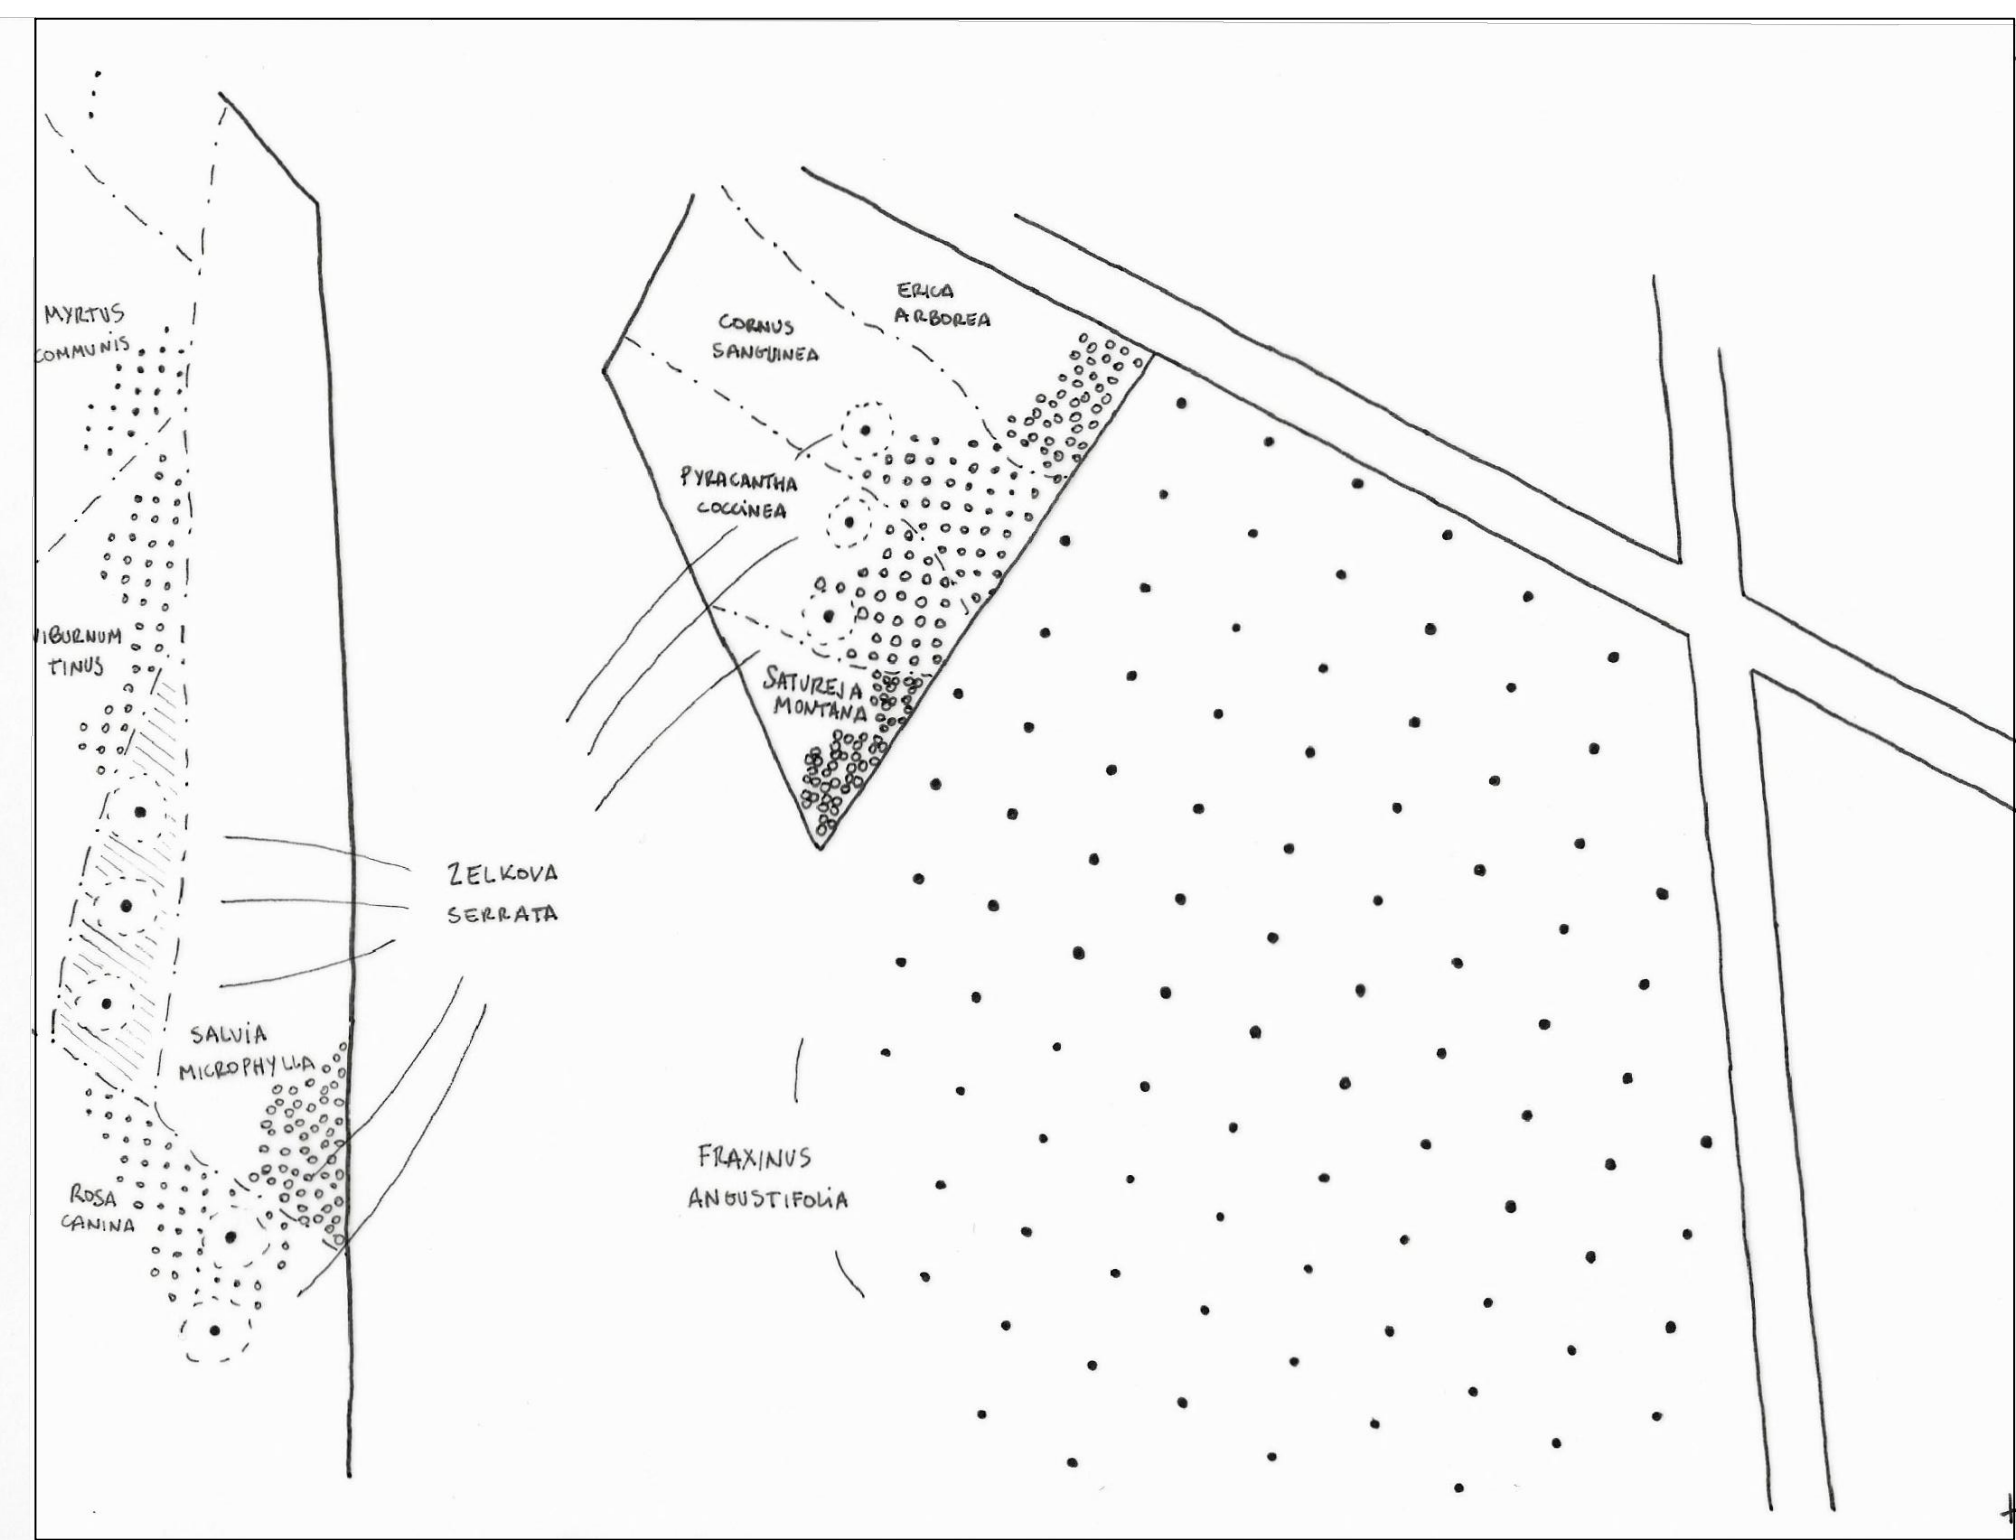 MYRTUS
COMMUNIS
VIBURNUM
TINUS
ROSA
CANINA
SALVIA
MICROPHYLLA
ZELKOVA
SERRATA
CORNUS
SANGUINEA
ERICA
ARBOREA
PYRACANTHA
COCCINEA
SATUREJA
MONTANA
FRAXINUS
ANGUSTIFOLIA